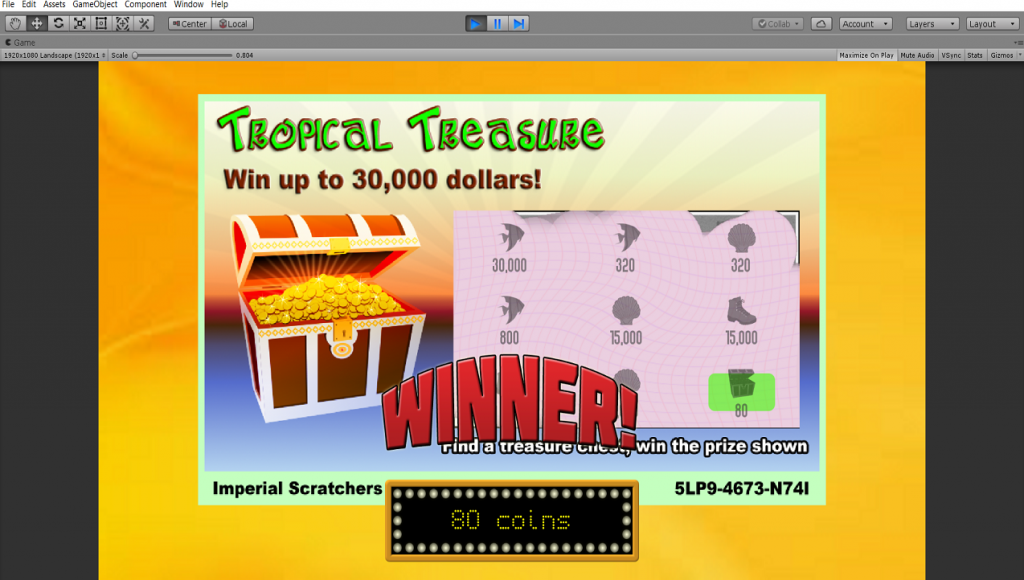 File Edit Assets GameObject Component Window Help
Center Local Collab Account Layers Layout
Game
1920x1080 Landscape (1920x1 Scale 0.804 Maximize On Play Mute Audio VSync Stats Gizmos
Tropical Treasure
Win up to 30,000 dollars!
30,000 320 320
800 15,000 15,000
80
WINNER!
Find a treasure chest, win the prize shown
Imperial Scratchers 5LP9-4673-N74I
80 coins